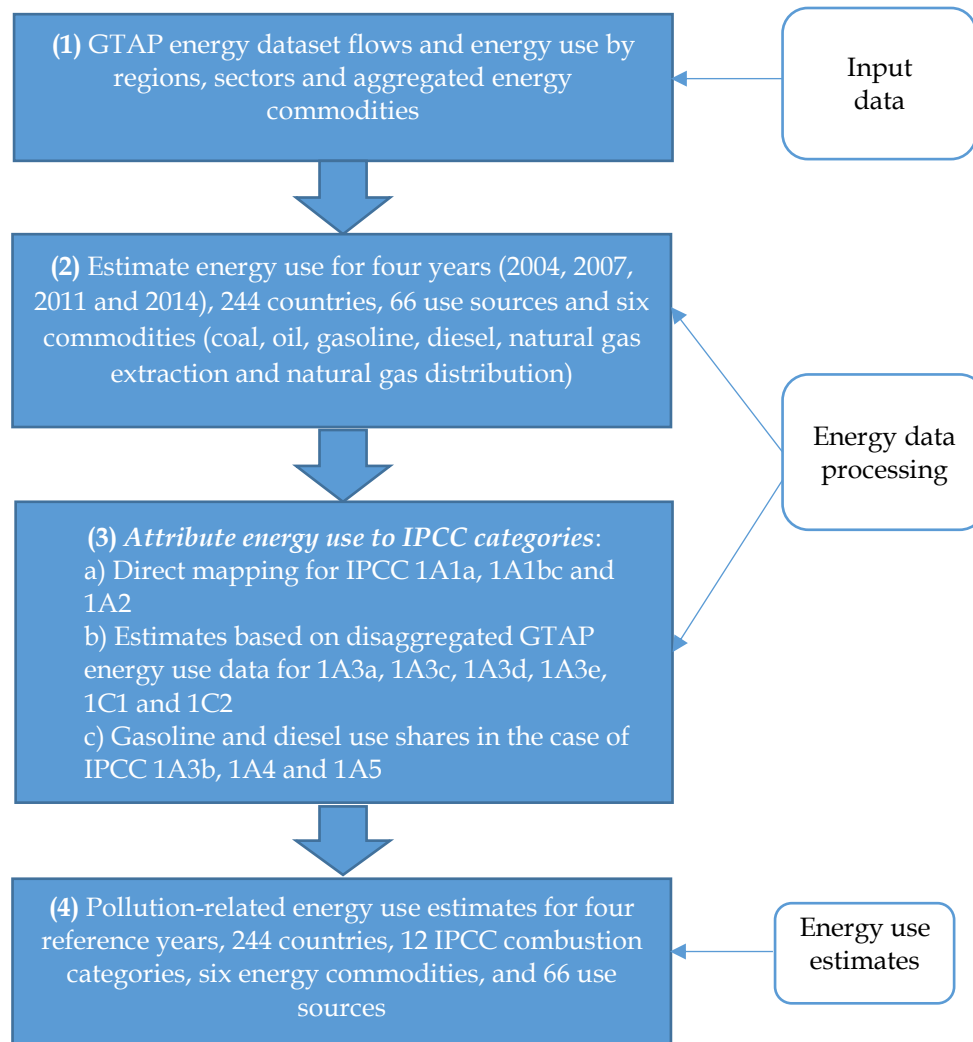 (1) GTAP energy dataset flows and energy use by
regions, sectors and aggregated energy
commodities
Input
data
(2) Estimate energy use for four years (2004, 2007,
2011 and 2014), 244 countries, 66 use sources and six
commodities (coal, oil, gasoline, diesel, natural gas
extraction and natural gas distribution)
Energy data
processing
(3) Attribute energy use to IPCC categories:
a) Direct mapping for IPCC 1A1a, 1A1bc and
1A2
b) Estimates based on disaggregated GTAP
energy use data for 1A3a, 1A3c, 1A3d, 1A3e,
1C1 and 1C2
c) Gasoline and diesel use shares in the case of
IPCC 1A3b, 1A4 and 1A5
(4) Pollution-related energy use estimates for four
reference years, 244 countries, 12 IPCC combustion
categories, six energy commodities, and 66 use
sources
Energy use
estimates